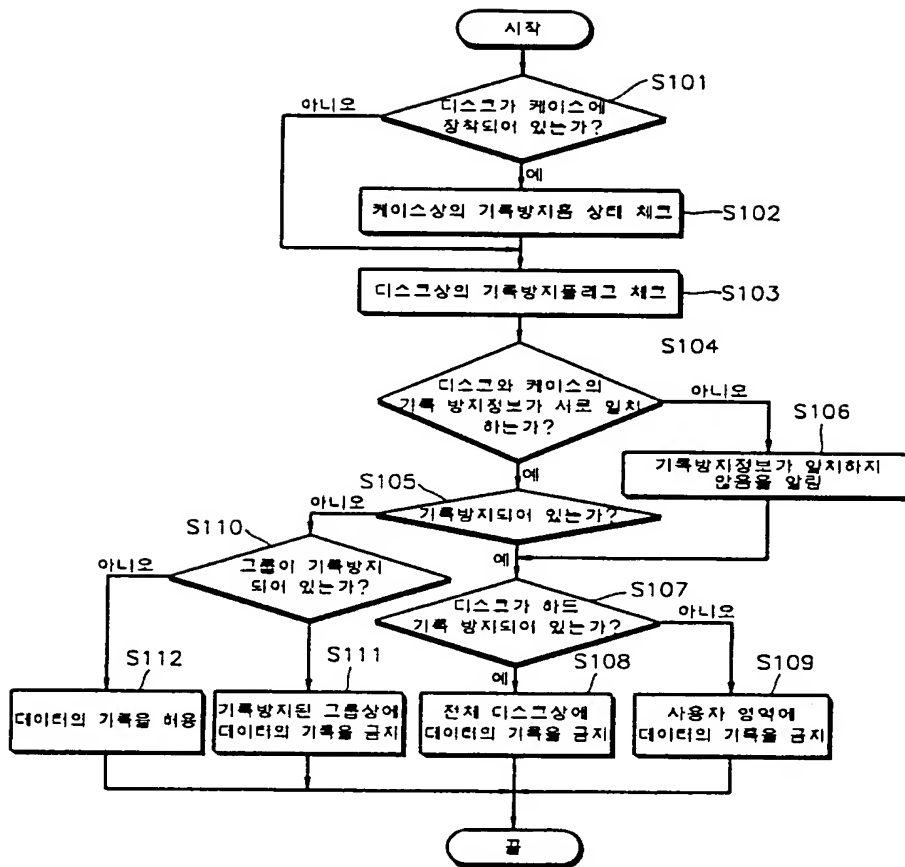 시작
S101
아니오
디스크가 케이스에
장착되어 있는가?
예
케이스상의 기록방지홈 상태 체크
S102
디스크상의 기록방지플래그 체크
S103
S104
디스크와 케이스의
기록 방지정보가 서로 일치
하는가?
아니오
S106
기록방지정보가 일치하지
않음을 알림
예
S105
아니오
기록방지되어 있는가?
S110
예
아니오
그룹이 기록방지
되어 있는가?
S107
디스크가 하드
기록 방지되어 있는가?
아니오
S112
데이터의 기록을 허용
S111
기록방지된 그룹상에
데이터의 기록을 금지
예
S108
전체 디스크상에
데이터의 기록을 금지
S109
사용자 영역에
데이터의 기록을 금지
끝